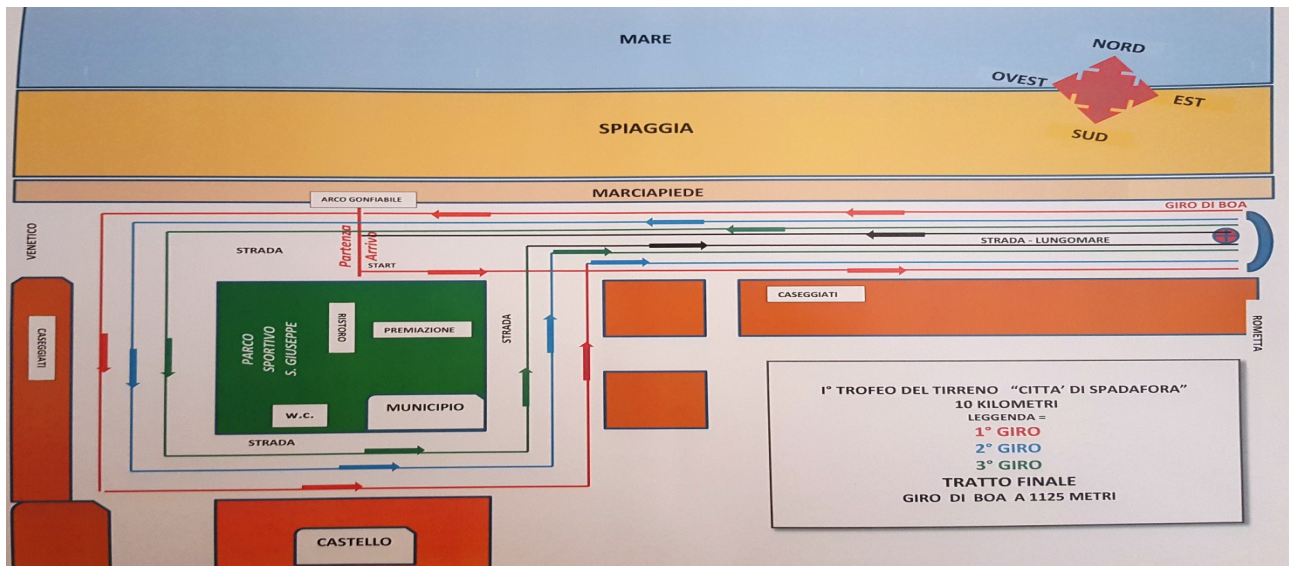 MARE
NORD
OVEST
EST
SUD
SPIAGGIA
MARCIAPIEDE
ARCO GONFIABILE
GIRO DI BOA
VENETICO
STRADA
Partenza
Arrivo
START
STRADA - LUNGOMARE
CASEGGIATI
PARCO
SPORTIVO
S. GIUSEPPE
RISTORO
PREMIAZIONE
STRADA
CASEGGIATI
ROMETTA
W.C.
MUNICIPIO
STRADA
CASTELLO
I° TROFEO DEL TIRRENO "CITTA' DI SPADAFORA"
10 KILOMETRI
LEGGENDA =
1° GIRO
2° GIRO
3° GIRO
TRATTO FINALE
GIRO DI BOA A 1125 METRI